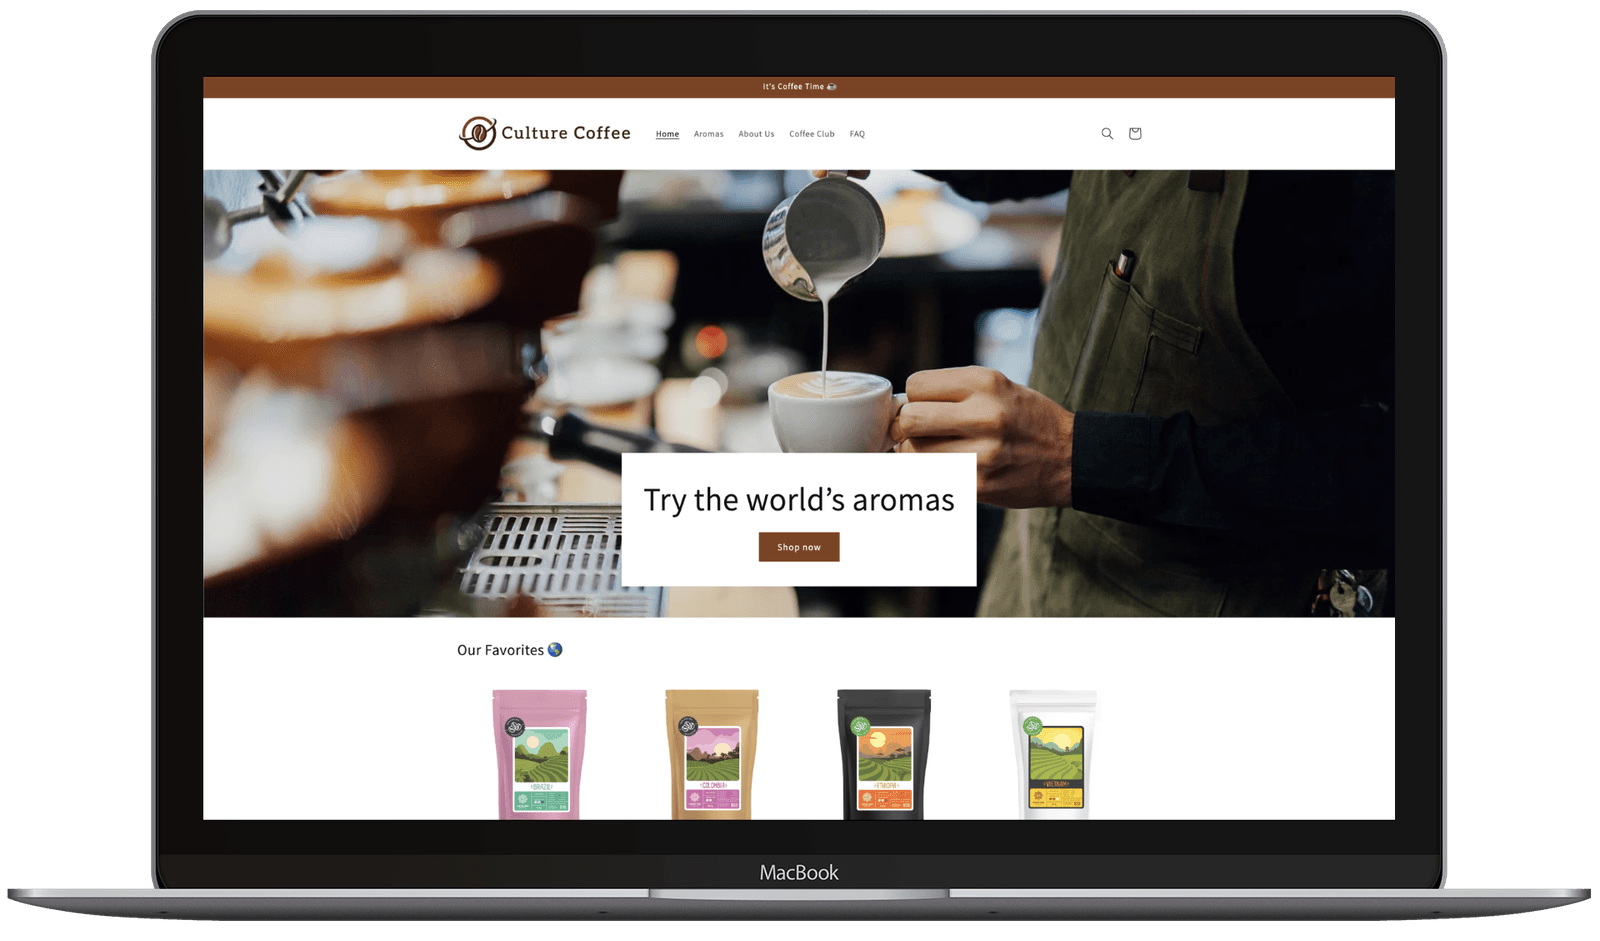 It's Coffee Time ☕
Culture Coffee
Home
Aromas
About Us
Coffee Club
FAQ
Try the world’s aromas
Shop now
Our Favorites 🌎
BRAZIL
COLOMBIA
ETHIOPIA
VIETNAM
MacBook